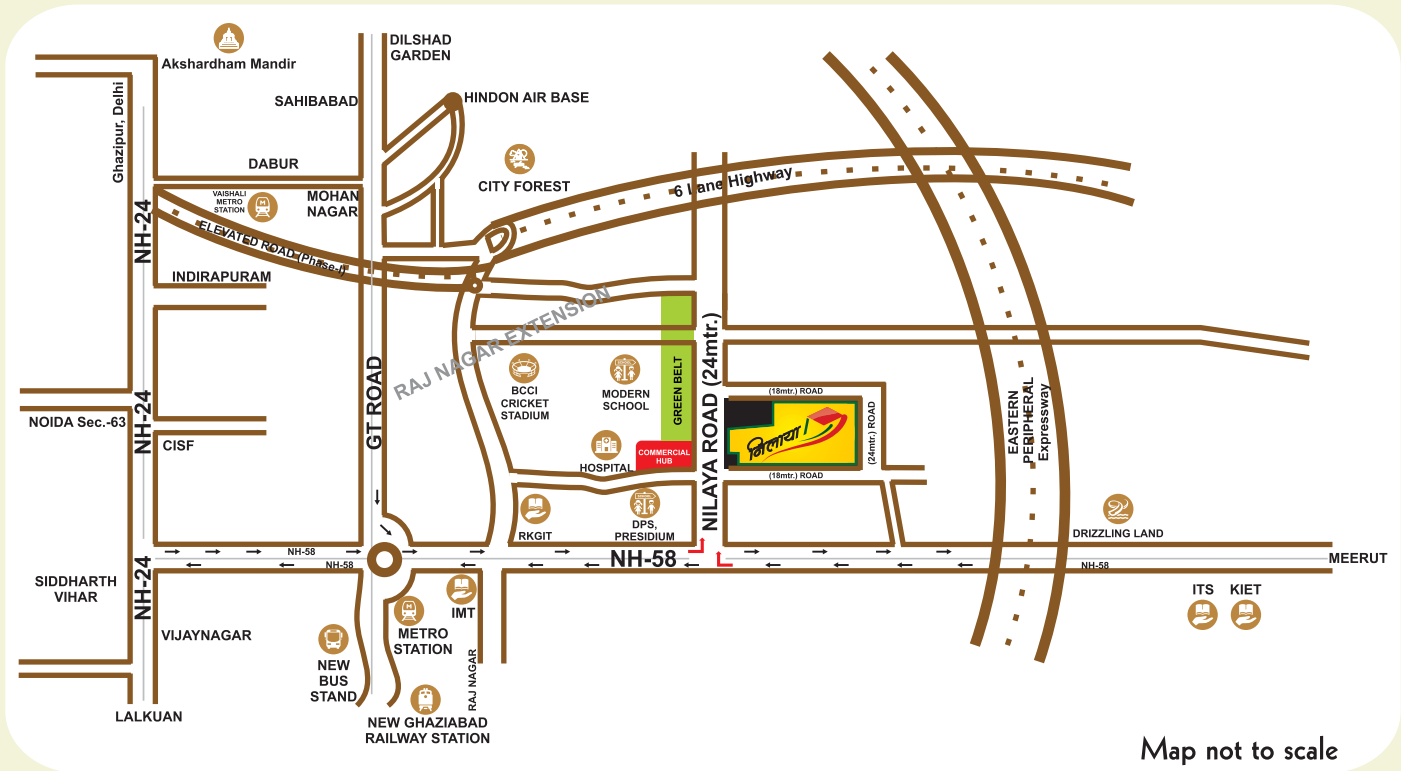 DILSHAD
GARDEN
Akshardham Mandir
SAHIBABAD
HINDON AIR BASE
Ghazipur, Delhi
DABUR
CITY FOREST
6 Lane Highway
VAISHALI
METRO
STATION
MOHAN
NAGAR
NH-24
ELEVATED ROAD (Phase-I)
INDIRAPURAM
RAJ NAGAR EXTENSION
GT ROAD
BCCI
CRICKET
STADIUM
MODERN
SCHOOL
GREEN BELT
NILAYA ROAD (24mtr.)
(18mtr.) ROAD
निलाया
(24mtr.) ROAD
(18mtr.) ROAD
EASTERN
PERIPHERAL
Expressway
NH-24
NOIDA Sec.-63
CISF
HOSPITAL
COMMERCIAL
HUB
RKGIT
DPS,
PRESIDIUM
DRIZZLING LAND
NH-58
NH-58
NH-58
NH-58
MEERUT
SIDDHARTH
VIHAR
NH-24
VIJAYNAGAR
IMT
METRO
STATION
NEW
BUS
STAND
RAJ NAGAR
ITS
KIET
LALKUAN
NEW GHAZIABAD
RAILWAY STATION
Map not to scale